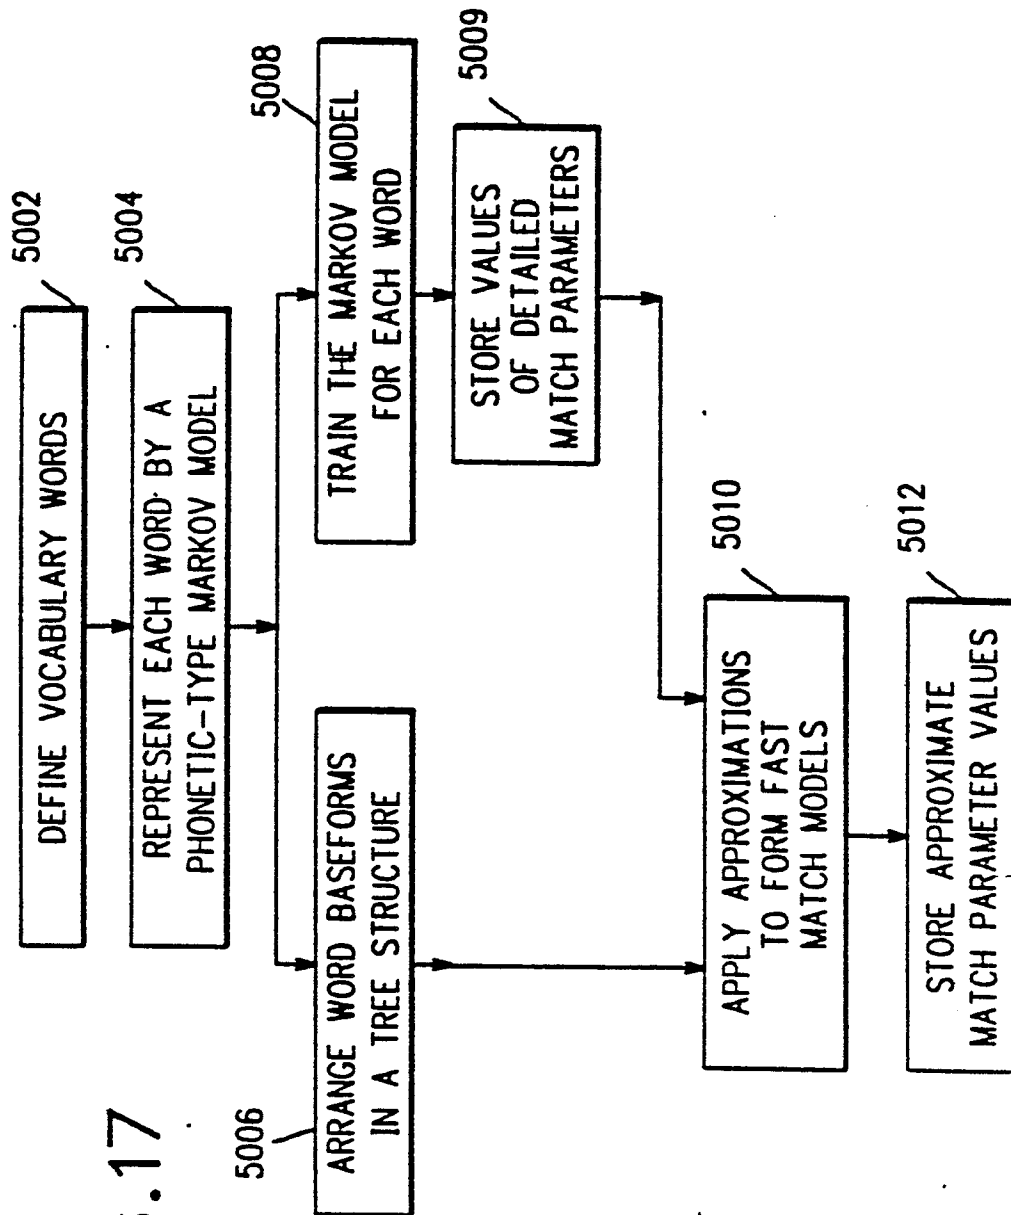 5002
DEFINE VOCABULARY WORDS
5004
REPRESENT EACH WORD BY A
PHONETIC-TYPE MARKOV MODEL
5006
ARRANGE WORD BASEFORMS
IN A TREE STRUCTURE
5008
TRAIN THE MARKOV MODEL
FOR EACH WORD
5009
STORE VALUES
OF DETAILED
MATCH PARAMETERS
5010
APPLY APPROXIMATIONS
TO FORM FAST
MATCH MODELS
5012
STORE APPROXIMATE
MATCH PARAMETER VALUES
.17